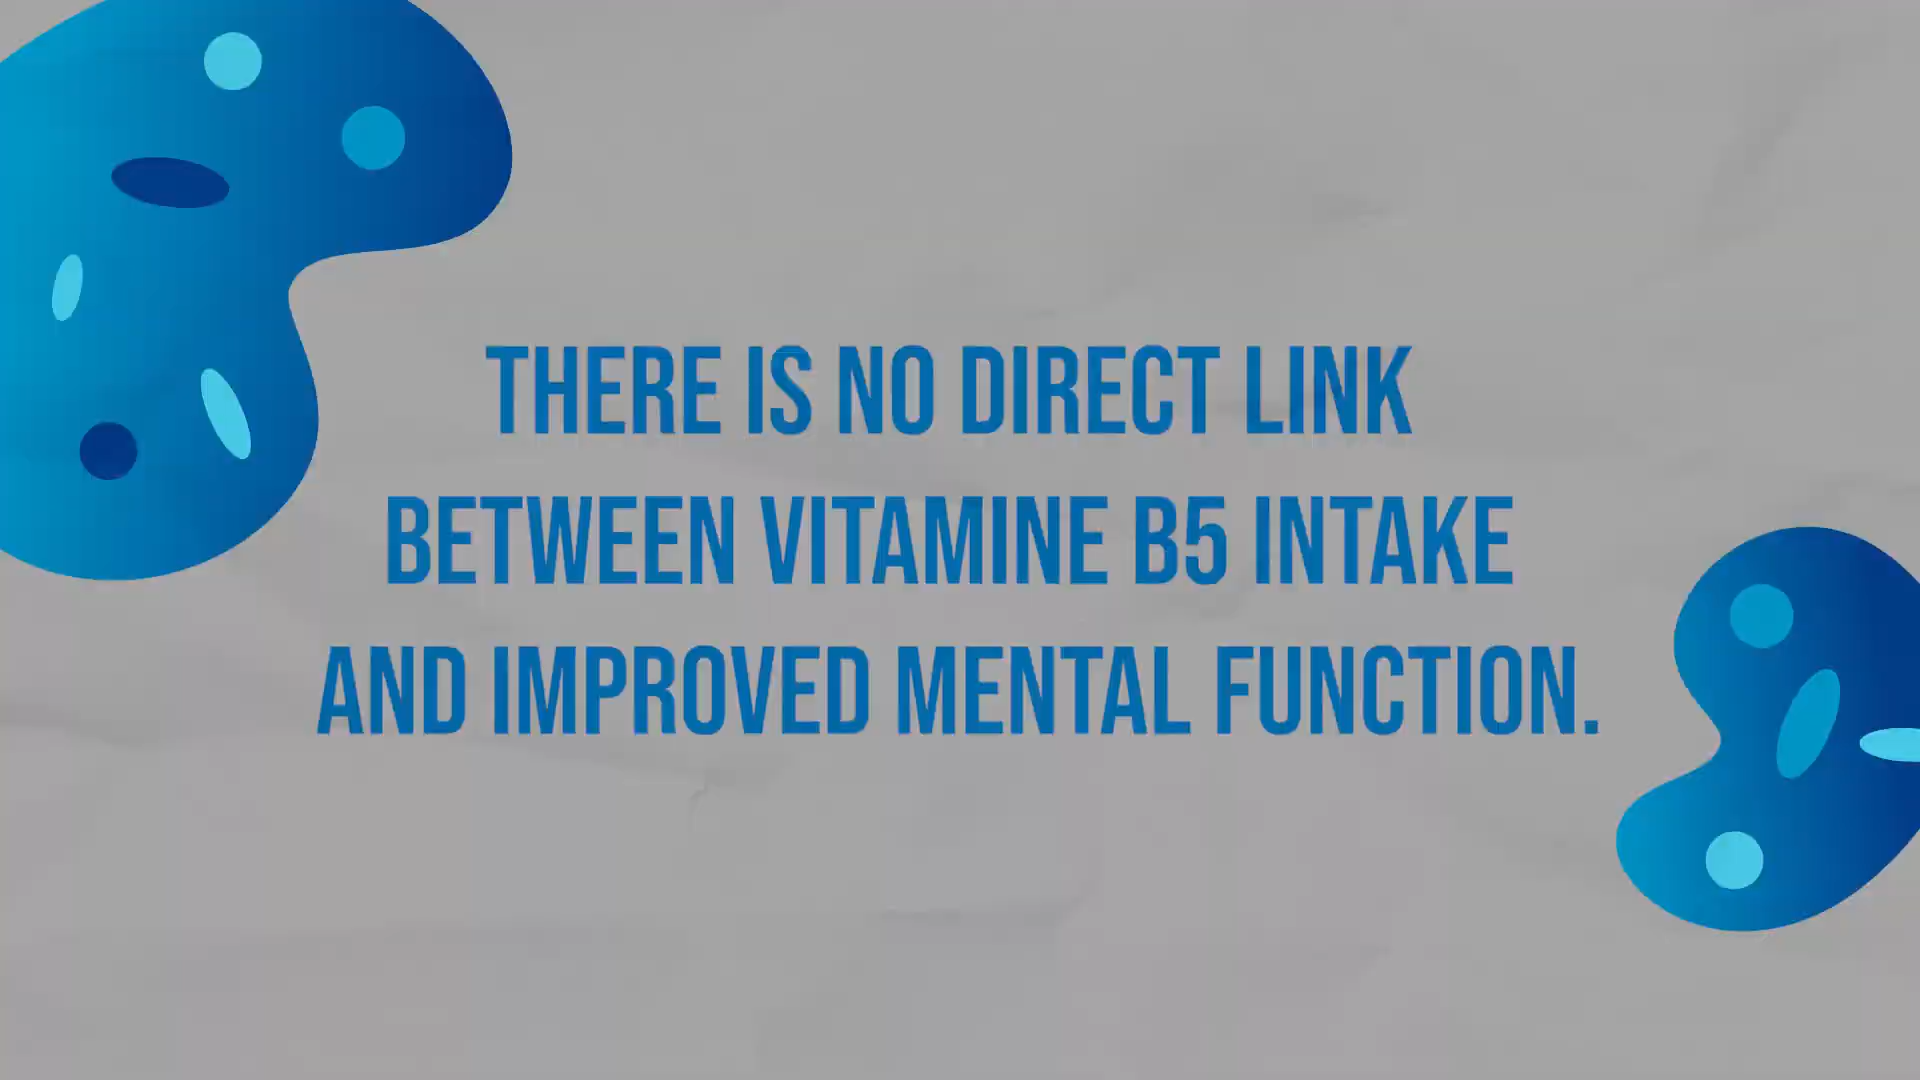 THERE IS NO DIRECT LINK
BETWEEN VITAMINE B5 INTAKE
AND IMPROVED MENTAL FUNCTION.